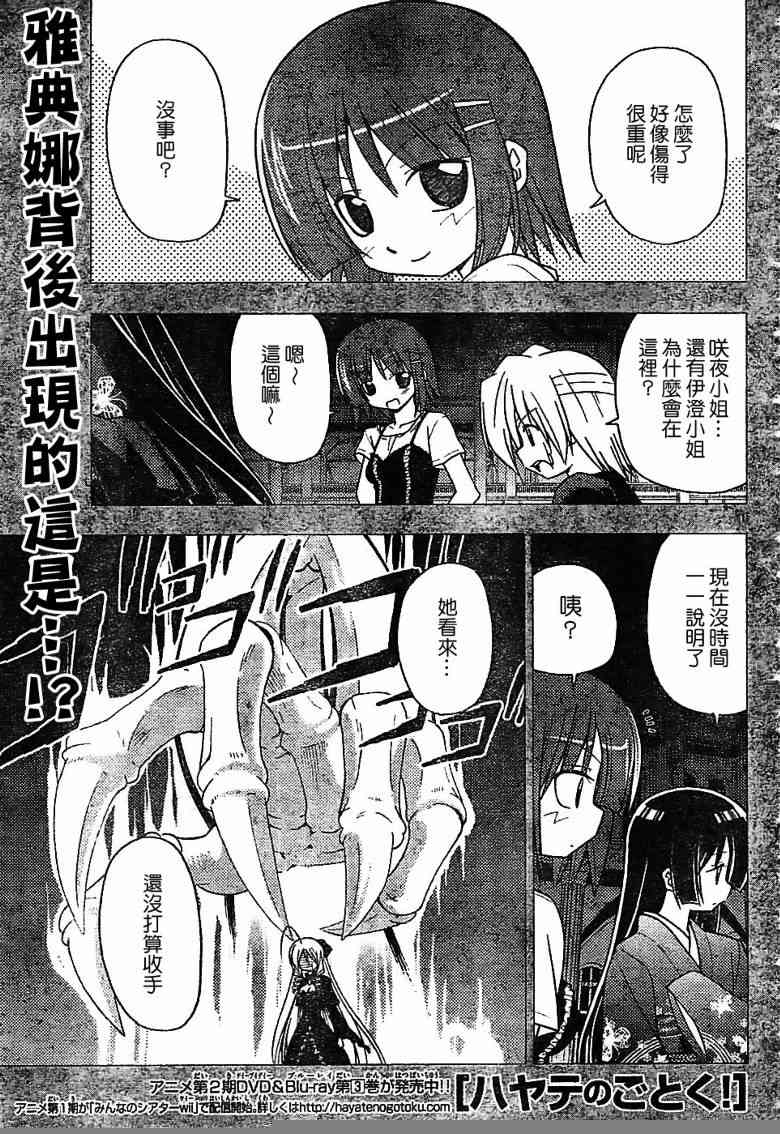 怎麼了
好像傷得
很重呢
沒事吧？
咲夜小姐…
還有伊澄小姐
為什麼會在
這裡？
嗯～
這個嘛～
現在沒時間
一一說明了
咦？
她看來…
還沒打算收手
ゴゴゴ
ゴゴゴ
雅典娜背後出現的這是…!?
アニメ第2期DVD&Blu-ray第3巻が発売中!!
アニメ第1期が「みんなのシアターWii」で配信開始。詳しくはhttp://hayatenogotoku.com/
[ハヤテのごとく!]